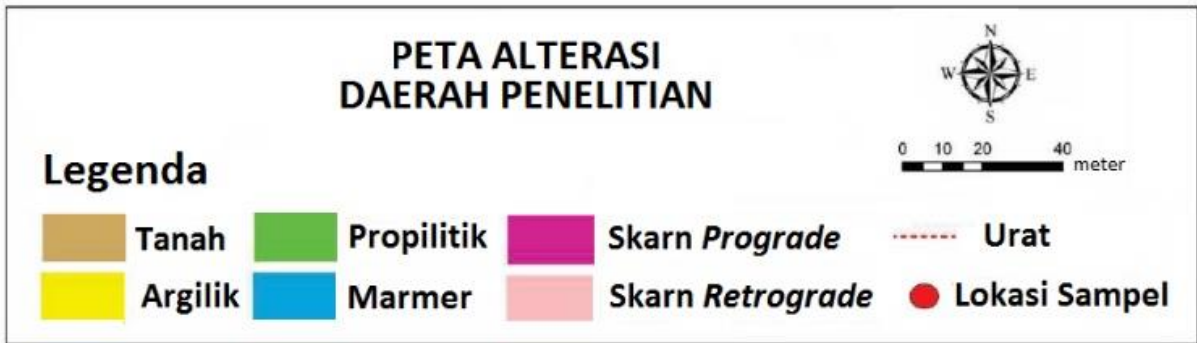 PETA ALTERASI
DAERAH PENELITIAN
N
W E
S
0 10 20 40 meter
Legenda
Tanah Propilitik Skarn Prograde Urat
Argilik Marmer Skarn Retrograde Lokasi Sampel